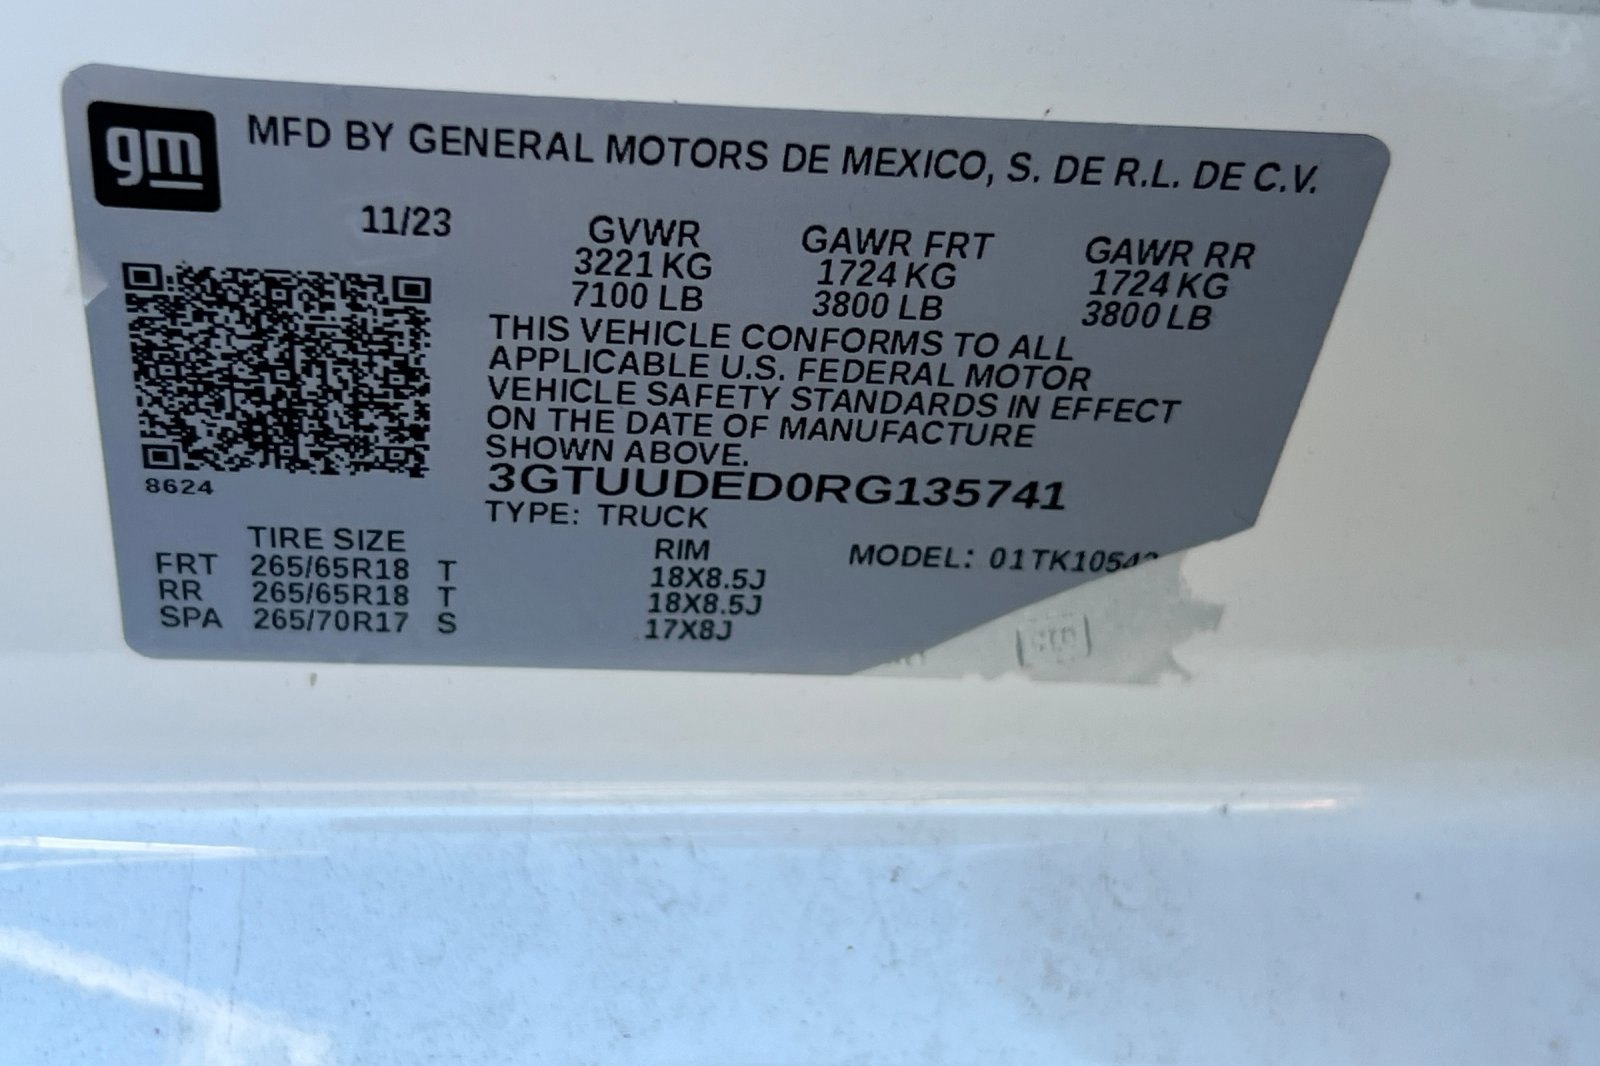 gm
MFD BY GENERAL MOTORS DE MEXICO, S. DE R.L. DE C.V.
11/23
GVWR GAWR FRT GAWR RR
3221 KG 1724 KG 1724 KG
7100 LB 3800 LB 3800 LB
THIS VEHICLE CONFORMS TO ALL
APPLICABLE U.S. FEDERAL MOTOR
VEHICLE SAFETY STANDARDS IN EFFECT
ON THE DATE OF MANUFACTURE
SHOWN ABOVE.
3GTUUDED0RG135741
8624
TYPE: TRUCK
TIRE SIZE RIM MODEL:
FRT 265/65R18 T 18X8.5J
RR 265/65R18 T 18X8.5J
SPA 265/70R17 S 17X8J